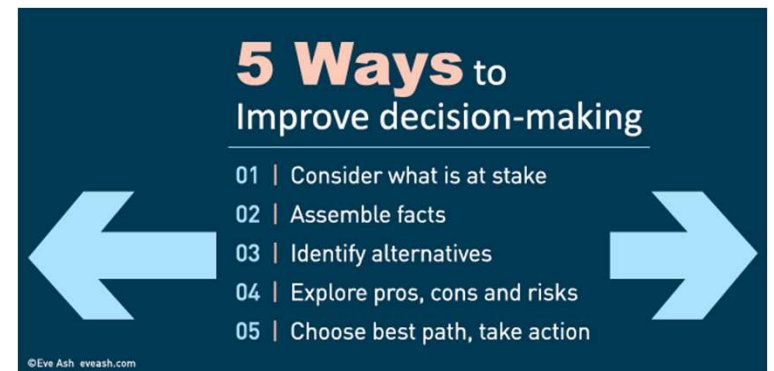 5 Ways to
Improve decision-making
01 | Consider what is at stake
02 | Assemble facts
03 | Identify alternatives
04 | Explore pros, cons and risks
05 | Choose best path, take action
©Eve Ash eveash.com